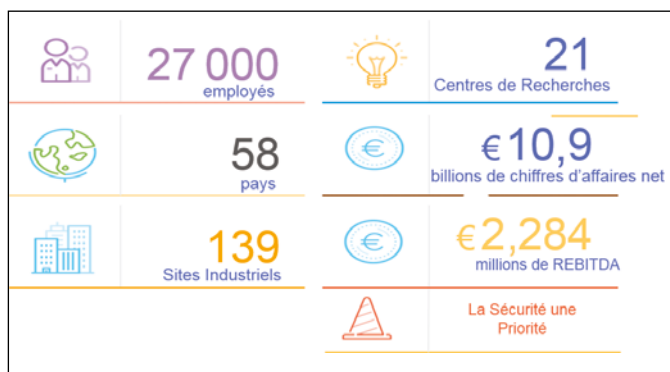 27 000
employés
21
Centres de Recherches
58
pays
€ 10,9
billions de chiffres d'affaires net
139
Sites Industriels
€ 2,284
millions de REBITDA
La Sécurité une
Priorité